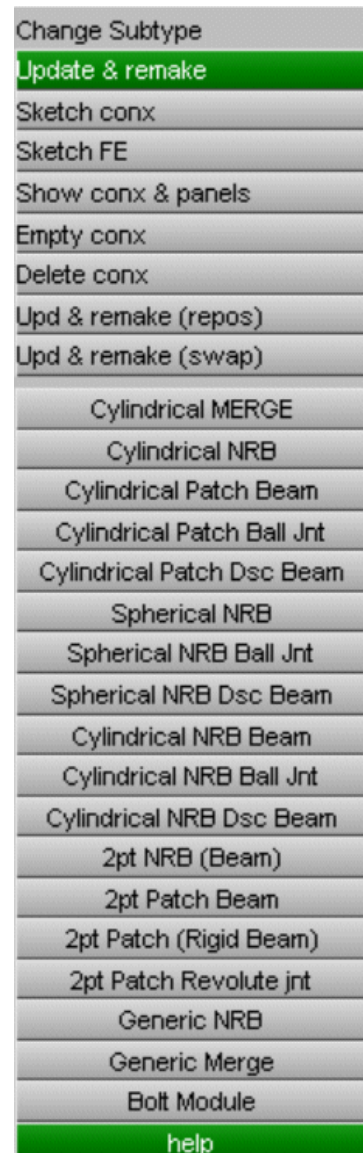 Change Subtype
Update & remake
Sketch conx
Sketch FE
Show conx & panels
Empty conx
Delete conx
Upd & remake (repos)
Upd & remake (swap)
Cylindrical MERGE
Cylindrical NRB
Cylindrical Patch Beam
Cylindrical Patch Ball Jnt
Cylindrical Patch Dsc Beam
Spherical NRB
Spherical NRB Ball Jnt
Spherical NRB Dsc Beam
Cylindrical NRB Beam
Cylindrical NRB Ball Jnt
Cylindrical NRB Dsc Beam
2pt NRB (Beam)
2pt Patch Beam
2pt Patch (Rigid Beam)
2pt Patch Revolute jnt
Generic NRB
Generic Merge
Bolt Module
help